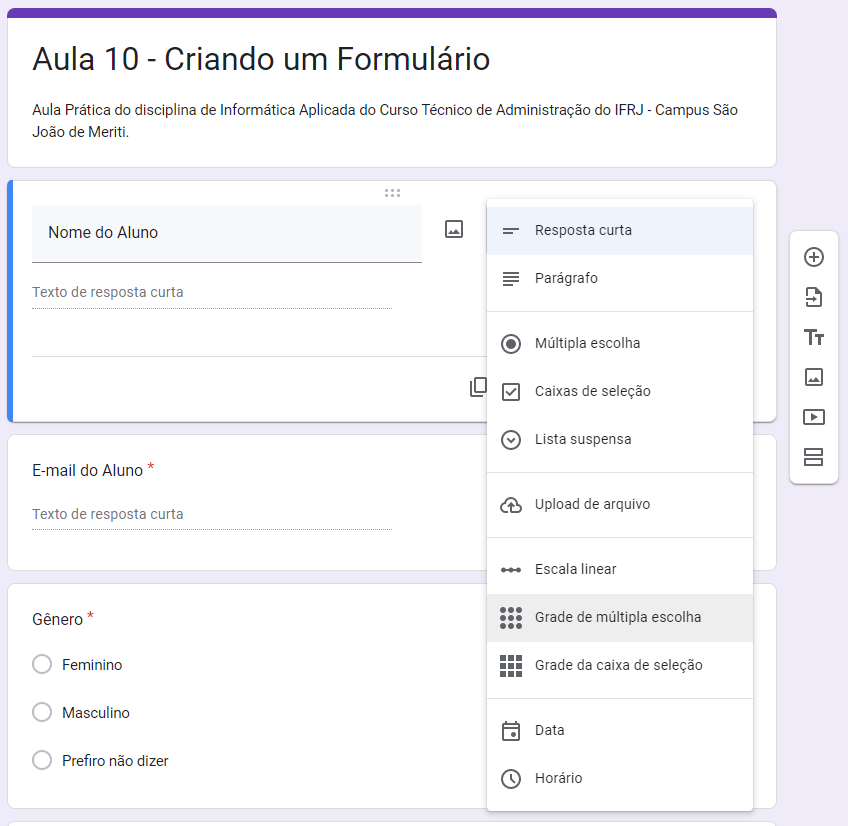 Aula 10 - Criando um Formulário
Aula Prática do disciplina de Informática Aplicada do Curso Técnico de Administração do IFRJ - Campus São
João de Meriti.
Nome do Aluno
Texto de resposta curta
Resposta curta
Parágrafo
Múltipla escolha
Caixas de seleção
Lista suspensa
Upload de arquivo
Escala linear
Grade de múltipla escolha
Grade da caixa de seleção
Data
Horário
Tт
E-mail do Aluno *
Texto de resposta curta
Gênero *
Feminino
Masculino
Prefiro não dizer